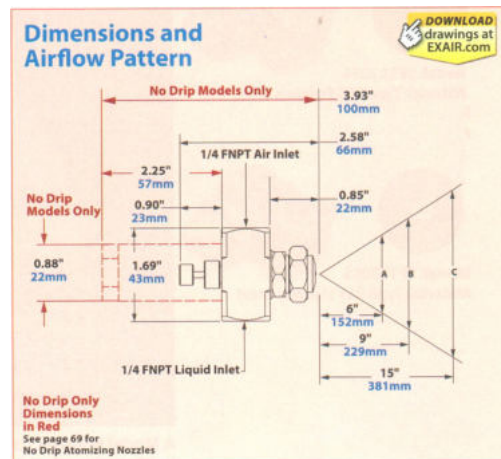 Dimensions and
Airflow Pattern
DOWNLOAD
drawings at
EXAIR.com
No Drip Models Only
3.93"
100mm
2.58"
66mm
1/4 FNPT Air Inlet
2.25"
57mm
0.85"
22mm
No Drip
Models Only
0.90"
23mm
0.88"
22mm
1.69"
43mm
A
B
C
6"
152mm
9"
229mm
15"
381mm
1/4 FNPT Liquid Inlet
No Drip Only
Dimensions
in Red
See page 69 for
No Drip Atomizing Nozzles